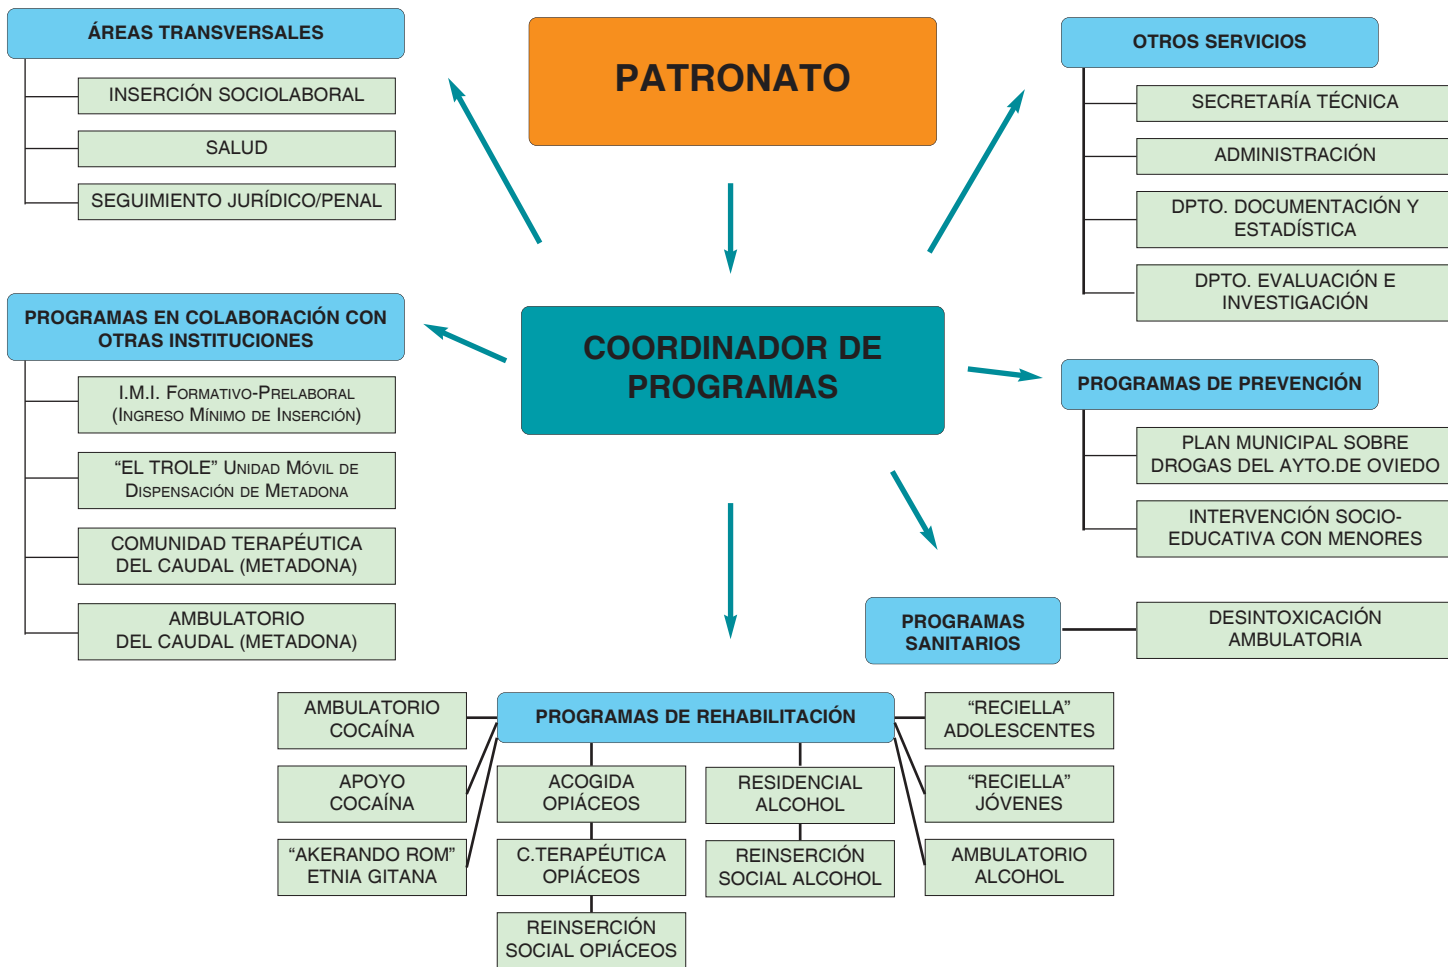 ÁREAS TRANSVERSALES
INSERCIÓN SOCIOLABORAL
SALUD
SEGUIMIENTO JURÍDICO/PENAL
PATRONATO
OTROS SERVICIOS
SECRETARÍA TÉCNICA
ADMINISTRACIÓN
DPTO. DOCUMENTACIÓN Y
ESTADÍSTICA
DPTO. EVALUACIÓN E
INVESTIGACIÓN
PROGRAMAS EN COLABORACIÓN CON
OTRAS INSTITUCIONES
I.M.I. Formativo-Prelaboral
(Ingreso Mínimo de Inserción)
“EL TROLE” Unidad Móvil de
Dispensación de Metadona
COMUNIDAD TERAPÉUTICA
DEL CAUDAL (METADONA)
AMBULATORIO
DEL CAUDAL (METADONA)
COORDINADOR DE
PROGRAMAS
PROGRAMAS DE PREVENCIÓN
PLAN MUNICIPAL SOBRE
DROGAS DEL AYTO.DE OVIEDO
INTERVENCIÓN SOCIO-
EDUCATIVA CON MENORES
PROGRAMAS
SANITARIOS
DESINTOXICACIÓN
AMBULATORIA
PROGRAMAS DE REHABILITACIÓN
AMBULATORIO
COCAÍNA
APOYO
COCAÍNA
“AKERANDO ROM”
ETNIA GITANA
ACOGIDA
OPIÁCEOS
C.TERAPÉUTICA
OPIÁCEOS
REINSERCIÓN
SOCIAL OPIÁCEOS
RESIDENCIAL
ALCOHOL
REINSERCIÓN
SOCIAL ALCOHOL
“RECIELLA”
ADOLESCENTES
“RECIELLA”
JÓVENES
AMBULATORIO
ALCOHOL